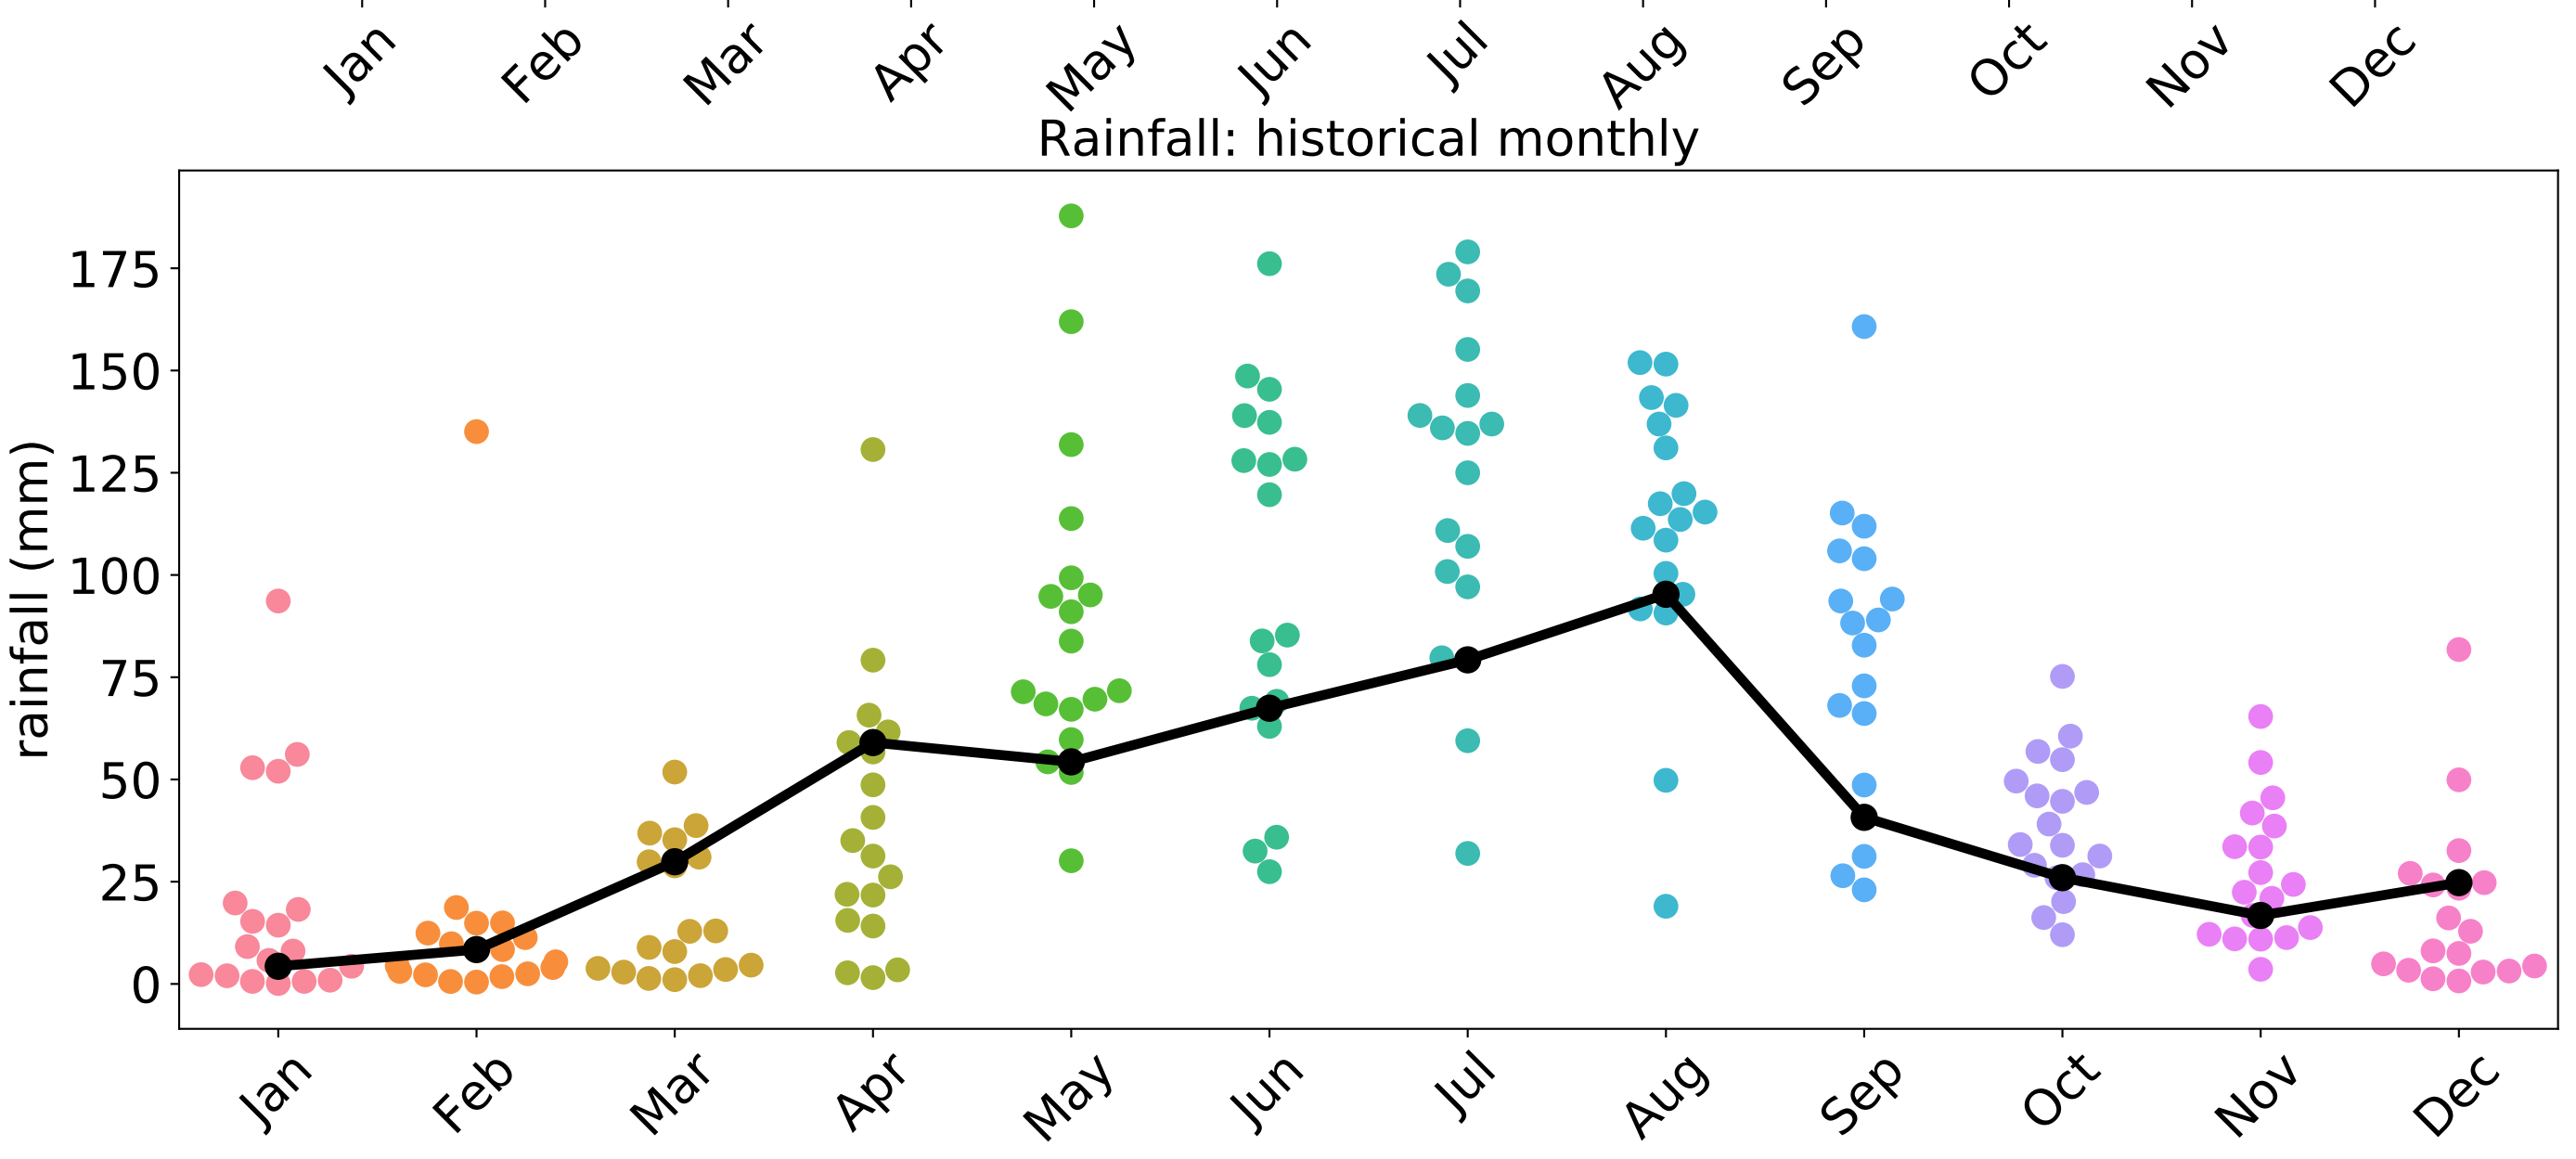 Jan Feb Mar Apr May Jun Jul Aug Sep Oct Nov Dec
Rainfall: historical monthly
rainfall (mm)
175
150
125
100
75
50
25
0
Jan Feb Mar Apr May Jun Jul Aug Sep Oct Nov Dec